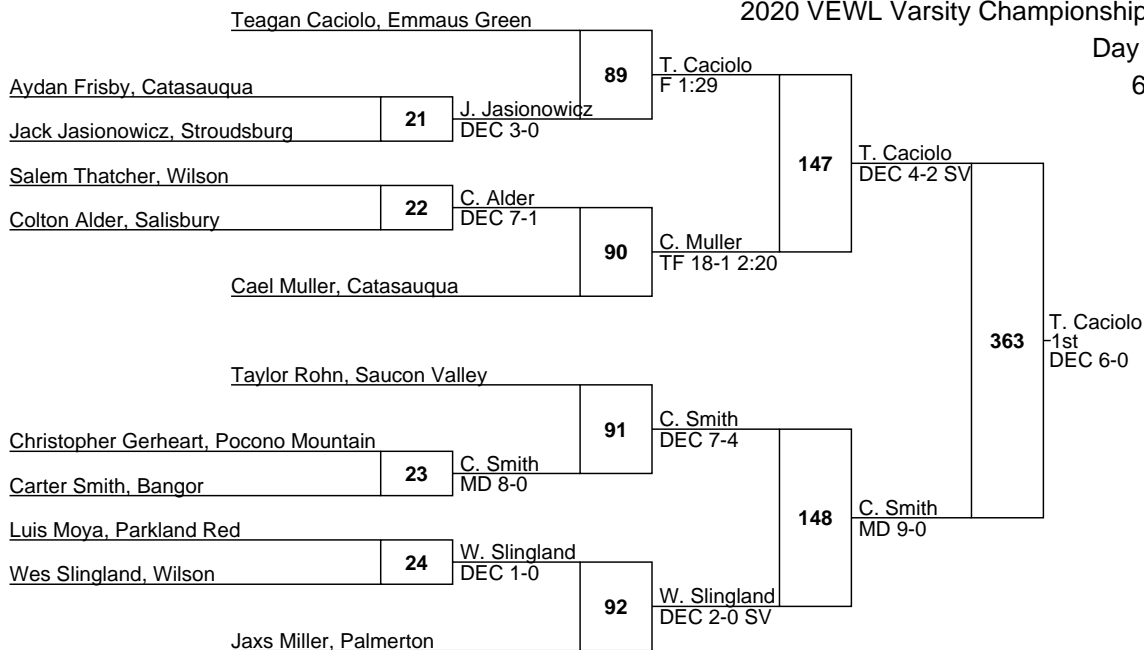 2020 VEWL Varsity Championship
Day
6
Teagan Caciolo, Emmaus Green
89
T. Caciolo
F 1:29
Aydan Frisby, Catasauqua
21
J. Jasionowicz
DEC 3-0
Jack Jasionowicz, Stroudsburg
147
T. Caciolo
DEC 4-2 SV
Salem Thatcher, Wilson
22
C. Alder
DEC 7-1
Colton Alder, Salisbury
90
C. Muller
TF 18-1 2:20
Cael Muller, Catasauqua
363
T. Caciolo
1st
DEC 6-0
Taylor Rohn, Saucon Valley
91
C. Smith
DEC 7-4
Christopher Gerheart, Pocono Mountain
23
C. Smith
MD 8-0
Carter Smith, Bangor
148
C. Smith
MD 9-0
Luis Moya, Parkland Red
24
W. Slingland
DEC 1-0
Wes Slingland, Wilson
92
W. Slingland
DEC 2-0 SV
Jaxs Miller, Palmerton